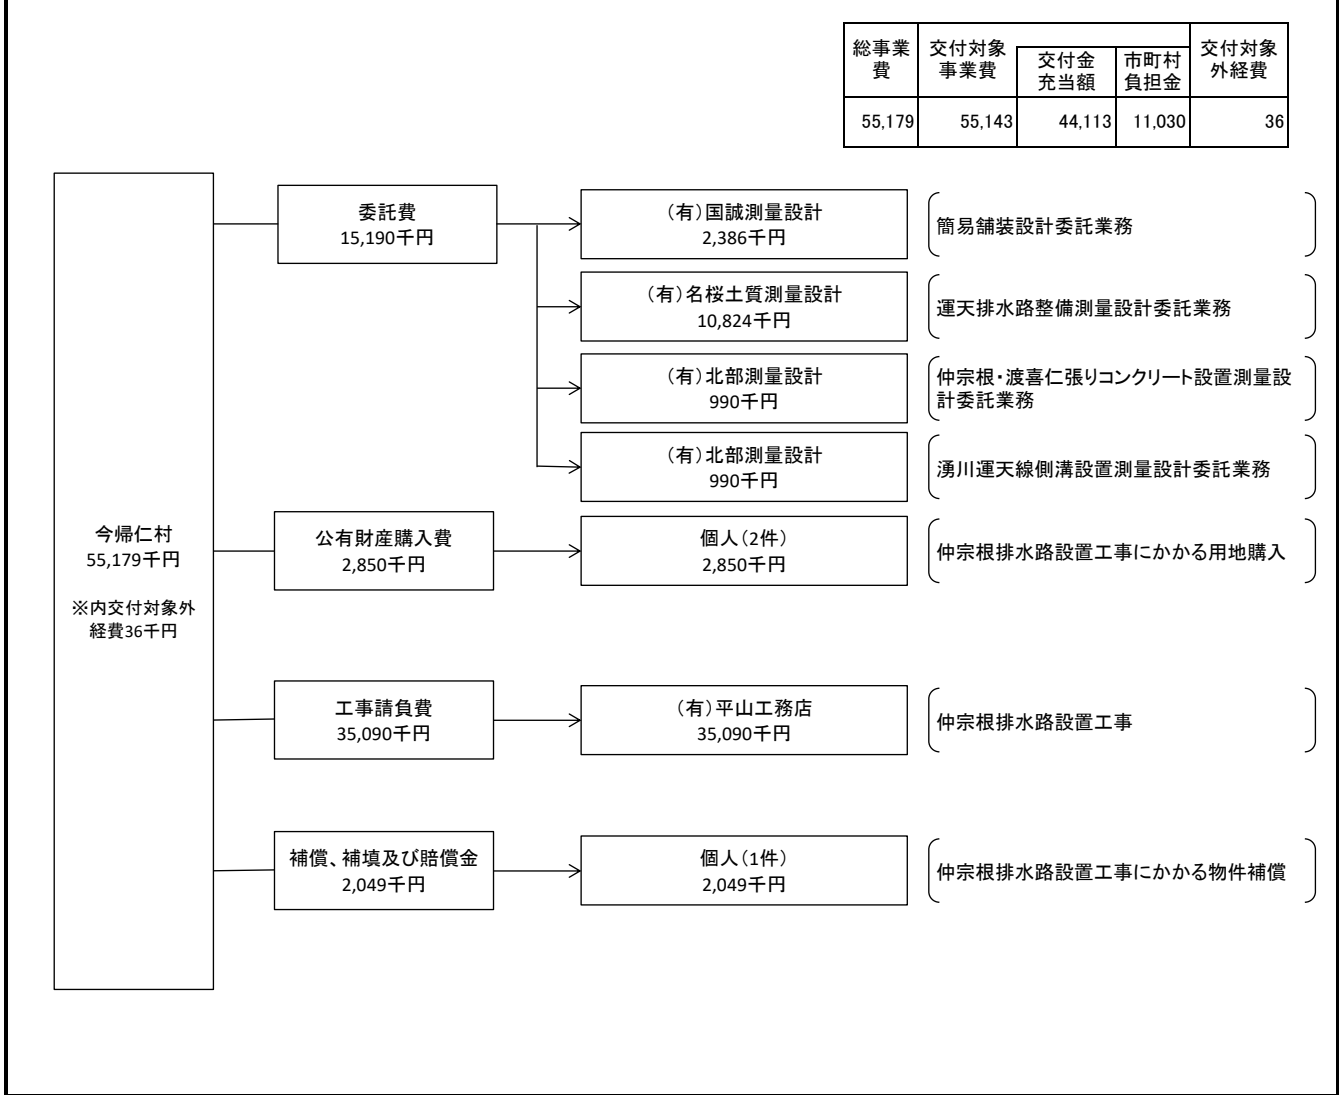 総事業
費
交付対象
事業費
交付金
充当額
市町村
負担金
交付対象
外経費
55,179
55,143
44,113
11,030
36
今帰仁村
55,179千円
※内交付対象外
経費36千円
委託費
15,190千円
(有)国誠測量設計
2,386千円
簡易舗装設計委託業務
(有)名桜土質測量設計
10,824千円
運天排水路整備測量設計委託業務
(有)北部測量設計
990千円
仲宗根・渡喜仁張りコンクリート設置測量設
計委託業務
(有)北部測量設計
990千円
湧川運天線側溝設置測量設計委託業務
公有財産購入費
2,850千円
個人(2件)
2,850千円
仲宗根排水路設置工事にかかる用地購入
工事請負費
35,090千円
(有)平山工務店
35,090千円
仲宗根排水路設置工事
補償、補填及び賠償金
2,049千円
個人(1件)
2,049千円
仲宗根排水路設置工事にかかる物件補償